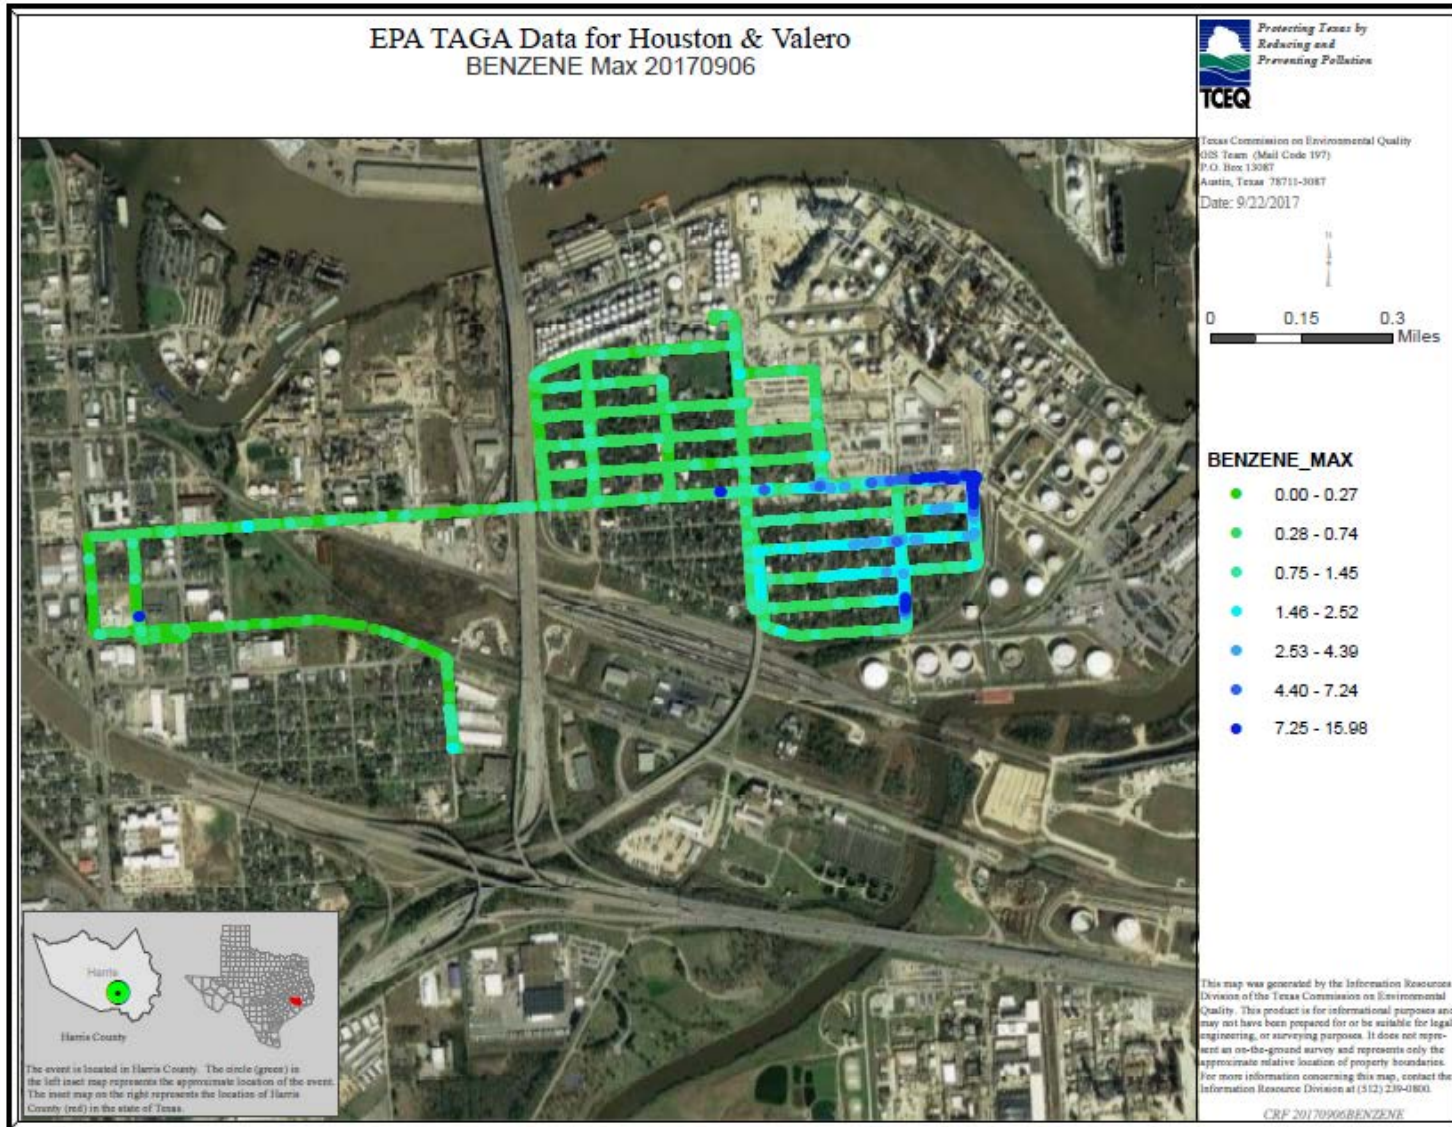 EPA TAGA Data for Houston & Valero
BENZENE Max 20170906
Protecting Texas by
Reducing and
Preventing Pollution
TCEQ
Texas Commission on Environmental Quality
GIS Team (Mail Code 197)
P.O. Box 13087
Austin, Texas 78711-3087
Date: 9/22/2017
N
0 0.15 0.3
Miles
BENZENE_MAX
0.00 - 0.27
0.28 - 0.74
0.75 - 1.45
1.46 - 2.52
2.53 - 4.39
4.40 - 7.24
7.25 - 15.98
Harris
Harris County
The event is located in Harris County. The circle (green) in
the left inset map represents the approximate location of the event.
The inset map on the right represents the location of Harris
County (red) in the state of Texas.
This map was generated by the Information Resources
Division of the Texas Commission on Environmental
Quality. This product is for informational purposes and
may not have been prepared for or be suitable for legal
engineering, or surveying purposes. It does not repre-
sent an on-the-ground survey and represents only the
approximate relative location of property boundaries.
For more information concerning this map, contact the
Information Resource Division at (512) 239-0800.
CRF 20170906BENZENE